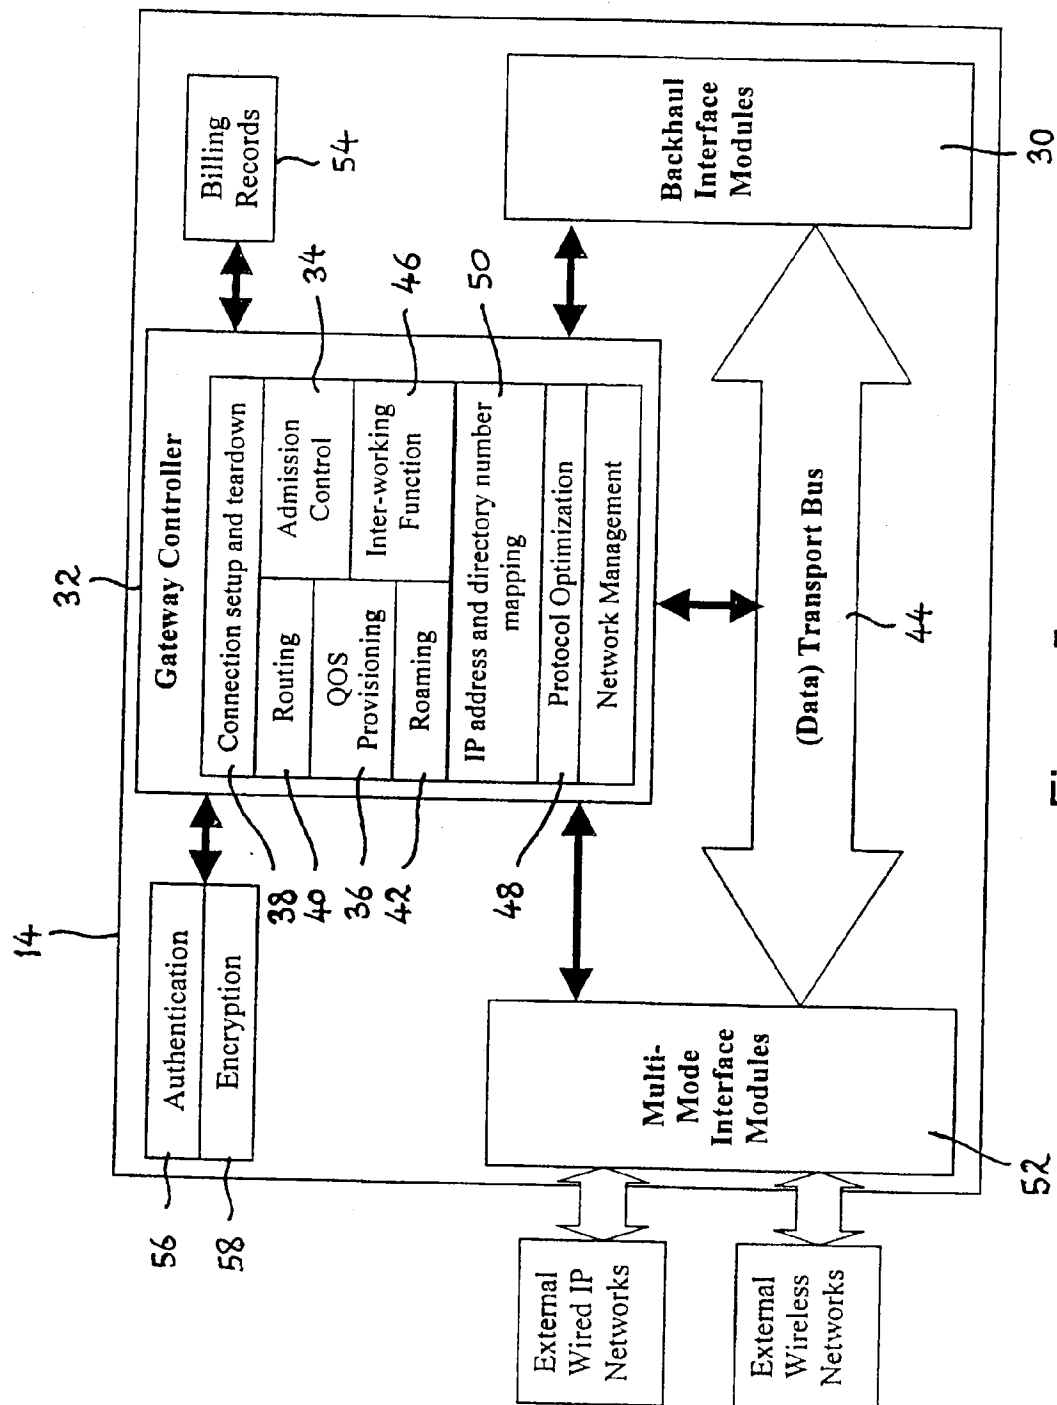 14
32
Authentication
Encryption
56
58
Gateway Controller
Connection setup and teardown
Routing
Admission
Control
QOS
Provisioning
Inter-working
Function
Roaming
IP address and directory number
mapping
Protocol Optimization
Network Management
38
40
36
42
48
34
46
50
Billing
Records
54
Multi-
Mode
Interface
Modules
52
Backhaul
Interface
Modules
30
(Data) Transport Bus
44
External
Wired IP
Networks
External
Wireless
Networks